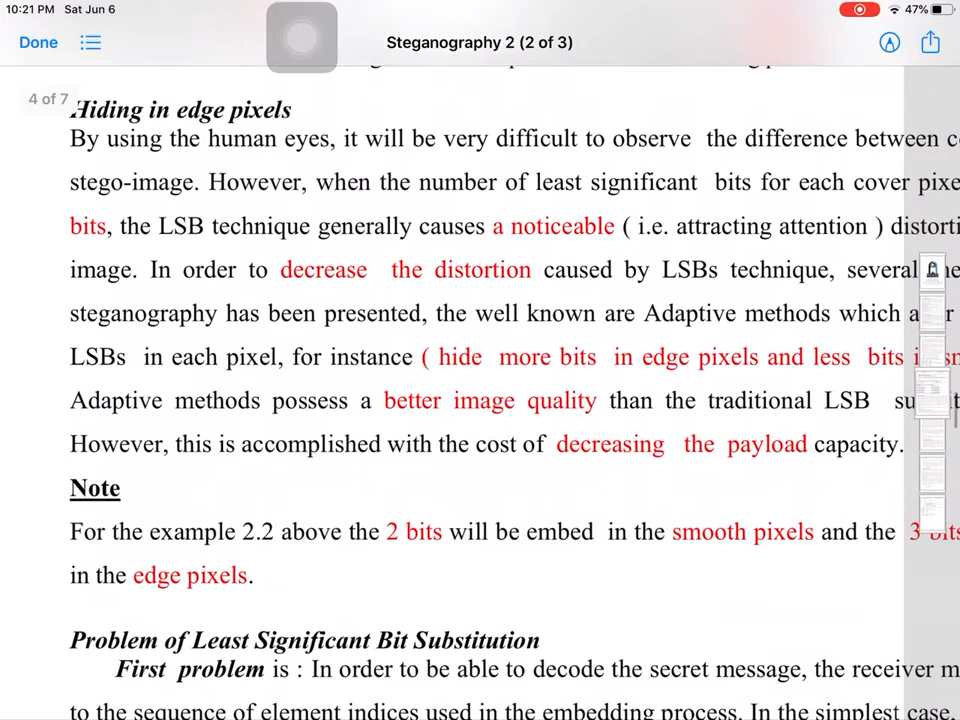 10:21 PM Sat Jun 6 47%
Done Steganography 2 (2 of 3)
4 of 7
Hiding in edge pixels
By using the human eyes, it will be very difficult to observe the difference between
stego-image. However, when the number of least significant bits for each cover
bits, the LSB technique generally causes a noticeable ( i.e. attracting attention )
image. In order to decrease the distortion caused by LSBs technique, several
steganography has been presented, the well known are Adaptive methods which
LSBs in each pixel, for instance ( hide more bits in edge pixels and less bits
Adaptive methods possess a better image quality than the traditional LSB
However, this is accomplished with the cost of decreasing the payload capacity.
Note
For the example 2.2 above the 2 bits will be embed in the smooth pixels and the 3 bits
in the edge pixels.
Problem of Least Significant Bit Substitution
First problem is : In order to be able to decode the secret message, the receiver
to the sequence of element indices used in the embedding process. In the simplest case,